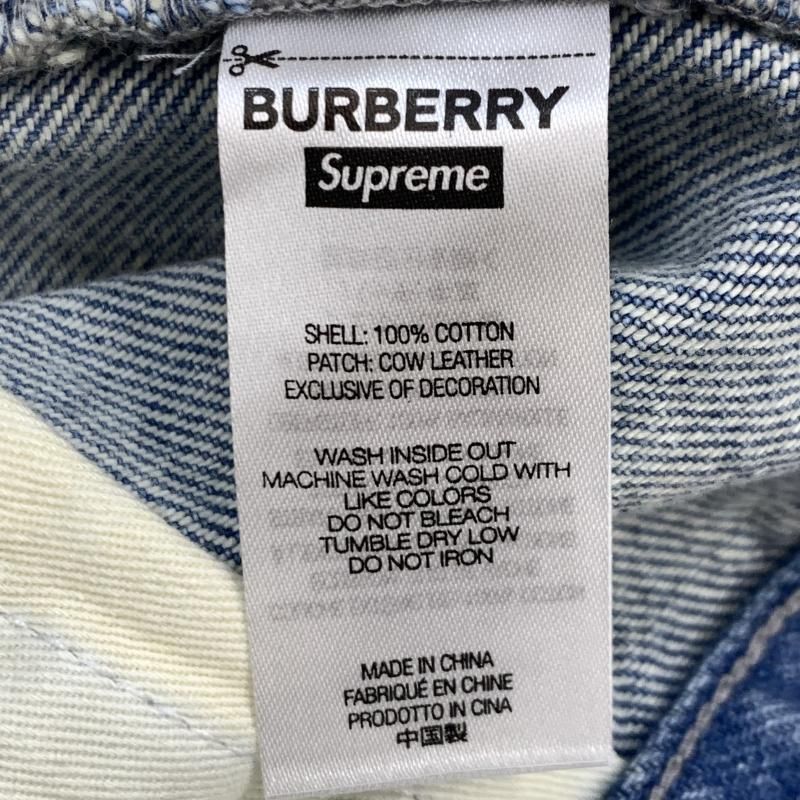 BURBERRY
Supreme
SHELL: 100% COTTON
PATCH: COW LEATHER
EXCLUSIVE OF DECORATION
WASH INSIDE OUT
MACHINE WASH COLD WITH
LIKE COLORS
DO NOT BLEACH
TUMBLE DRY LOW
DO NOT IRON
MADE IN CHINA
FABRIQUÉ EN CHINE
PRODOTTO IN CINA
中国製